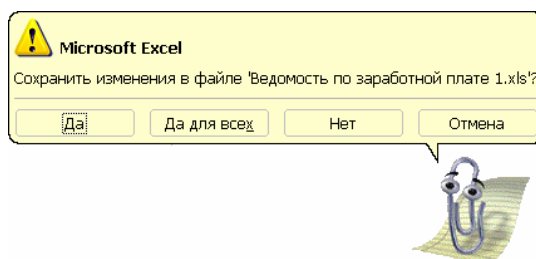 Microsoft Excel
Сохранить изменения в файле 'Ведомость по заработной плате 1.xls'?
Да
Да для всех
Нет
Отмена